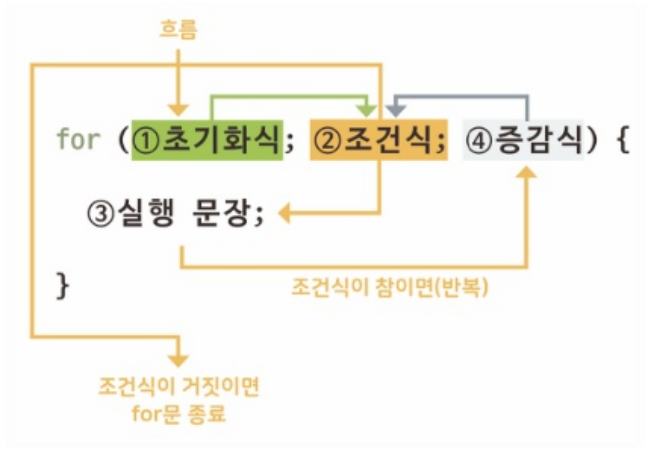 흐름
for (①초기화식; ②조건식; ④증감식) {
③실행 문장;
조건식이 참이면(반복)
}
조건식이 거짓이면
for문 종료